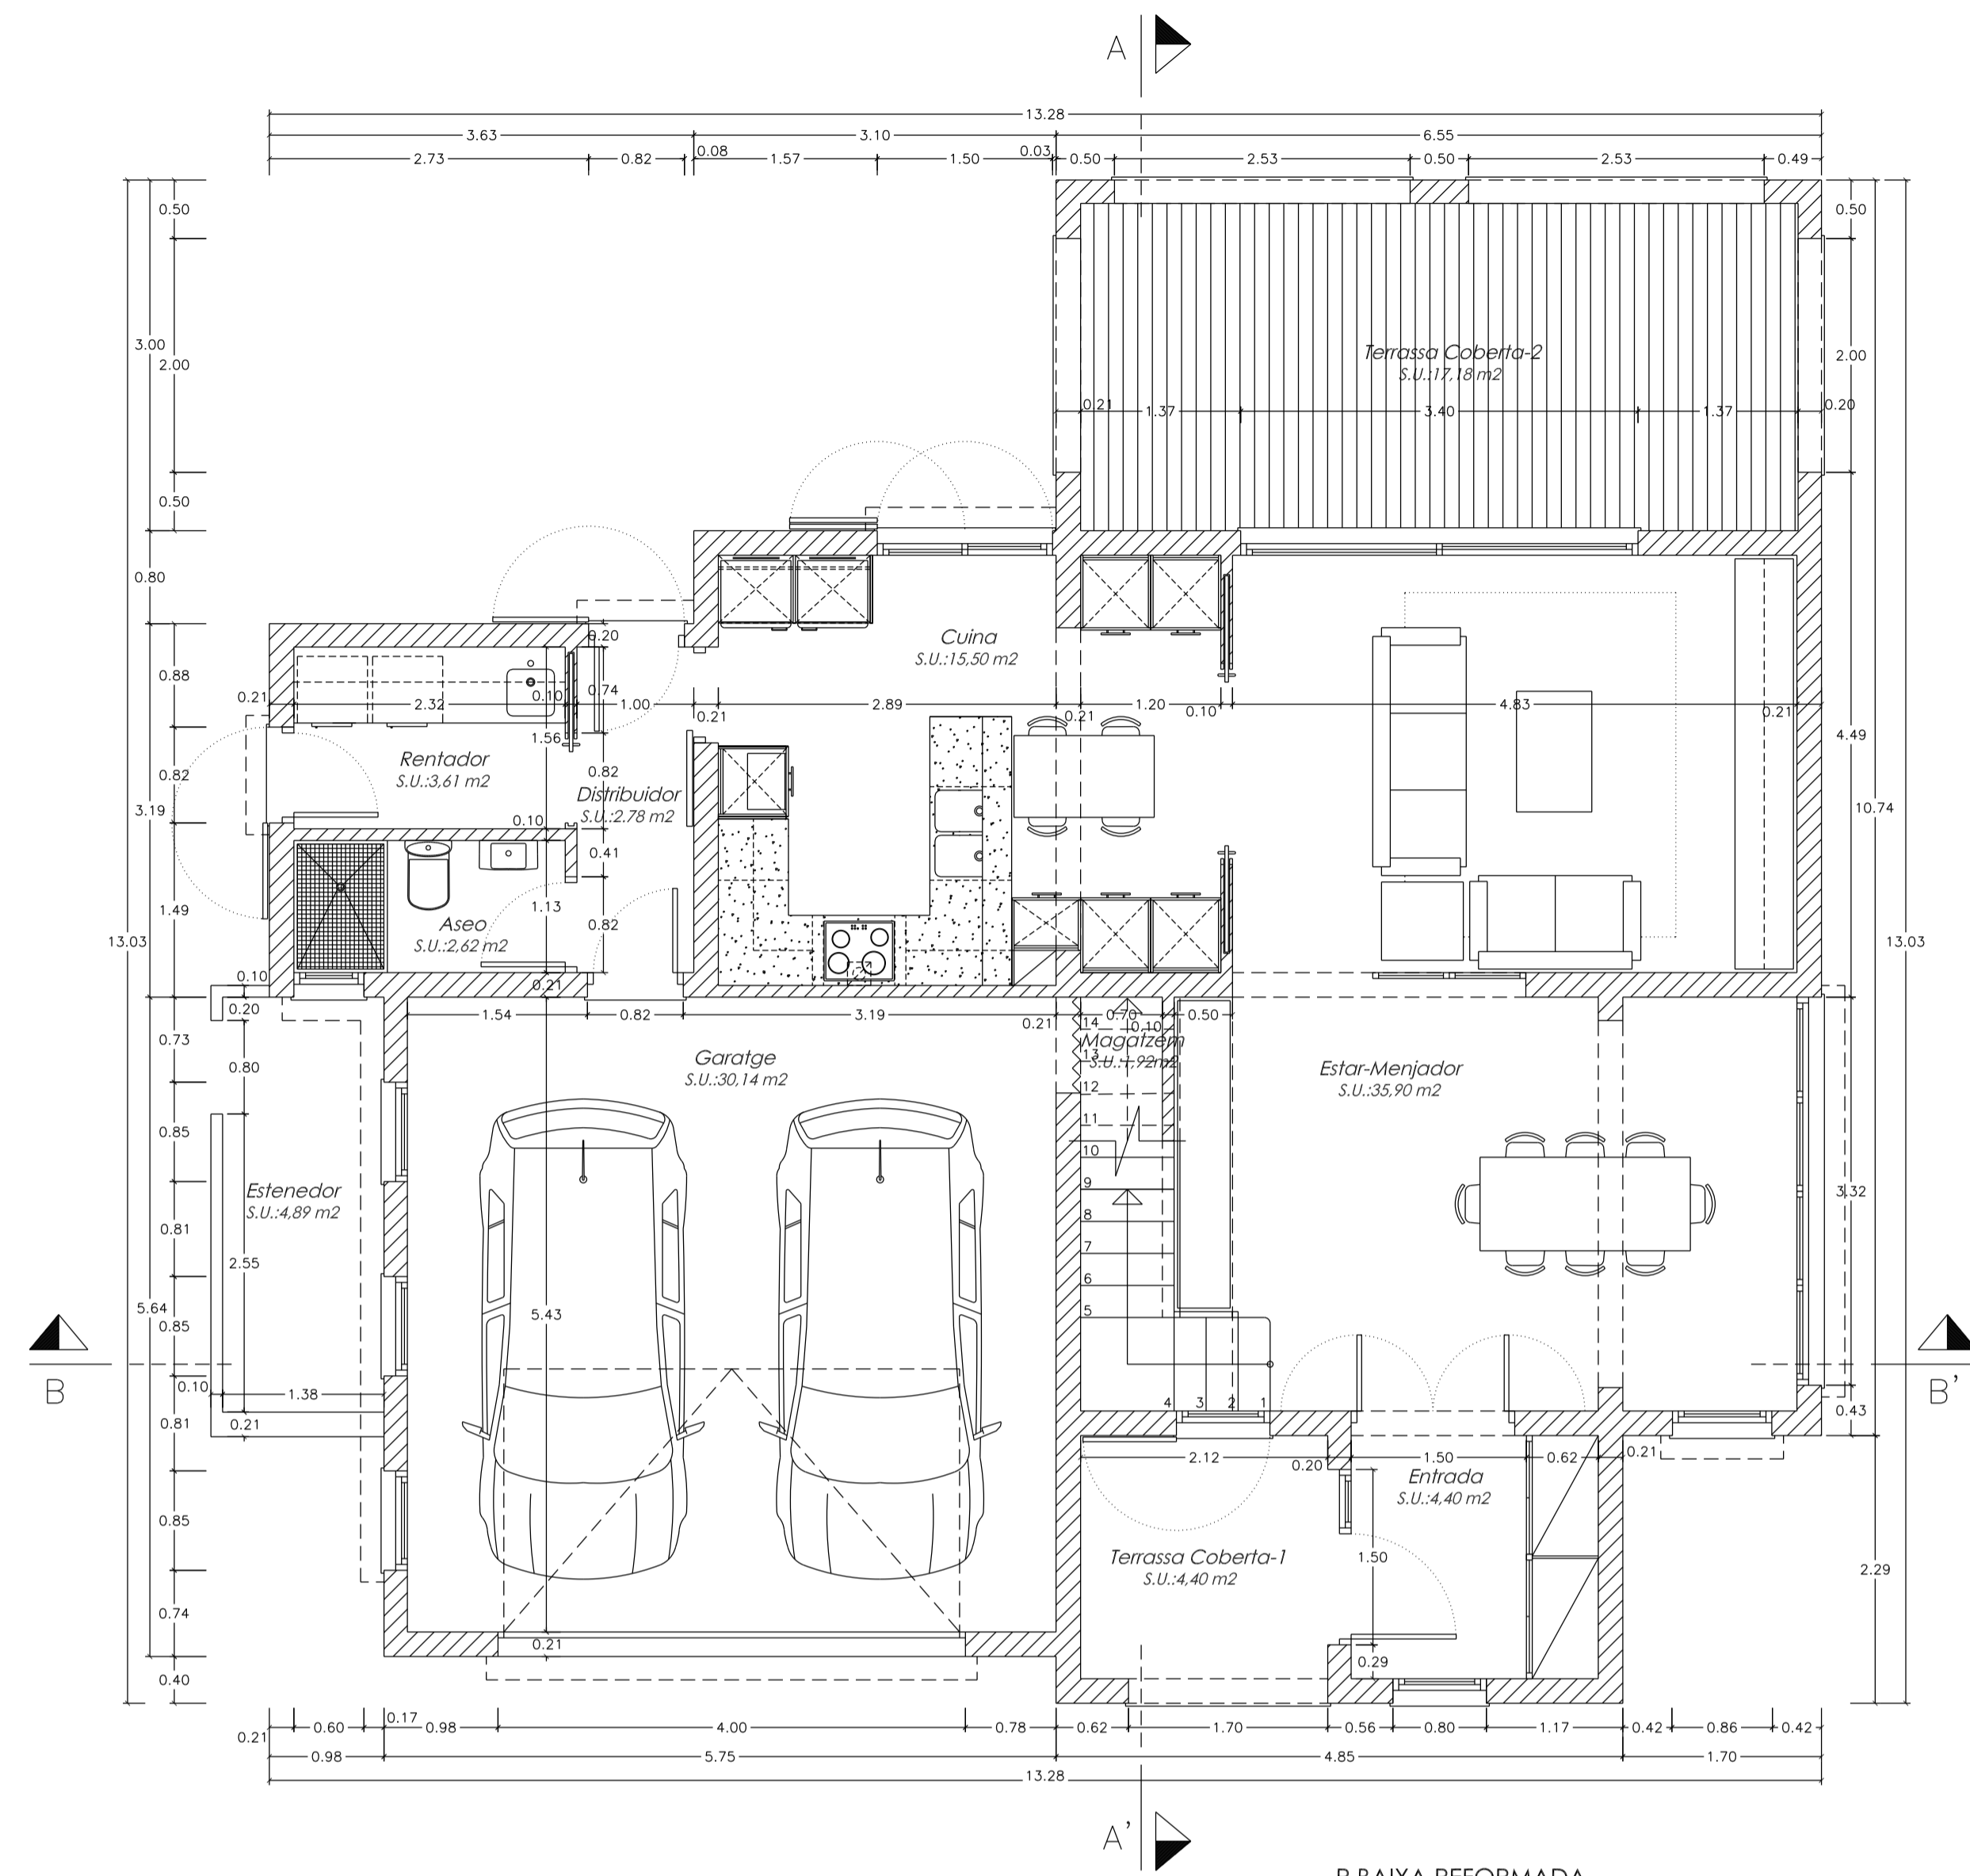 A
13.28
3.63 3.10 6.55
2.73 0.82 0.08 1.57 1.50 0.03 0.50 2.53 0.50 2.53 0.49
0.50 0.50
3.00 2.00 2.00
Terrassa Coberta-2
S.U.:17,18 m2
0.21 1.37 3.40 1.37 0.20
0.50
0.80
0.20
Cuina
S.U.:15,50 m2
0.88
0.21 2.32 0.10 0.74 1.00 0.21 2.89 0.21 1.20 0.10 4.83 0.21
1.56 4.49
Rentador
S.U.:3,61 m2
0.82 0.82
Distribuidor
S.U.:2.78 m2
3.19 0.10 10.74
0.41
1.49 1.13 0.82
Aseo
S.U.:2,62 m2
13.03 13.03
0.10 0.21
0.20 1.54 0.82 3.19 0.21 0.70 0.10 0.50
0.73 14
Magatzem
S.U.:1,92m2
13
Garatge
S.U.:30,14 m2
Estar-Menjador
S.U.:35,90 m2
0.80
12
0.85 11
10
9
Estenedor
S.U.:4,89 m2
3.32
0.81 8
7
2.55 6
5.64 0.85 5.43 5
B B'
0.10 1.38
4 3 2 1
0.81 0.21 0.43
2.12 0.20 1.50 0.62 0.21
Entrada
S.U.:4,40 m2
0.85
Terrassa Coberta-1
S.U.:4,40 m2
1.50
2.29
0.74
0.21
0.29
0.40
0.21 0.60 0.17 0.98 4.00 0.78 0.62 1.70 0.56 0.80 1.17 0.42 0.86 0.42
0.98 5.75 4.85 1.70
13.28
A'
P.BAIXA REFORMADA